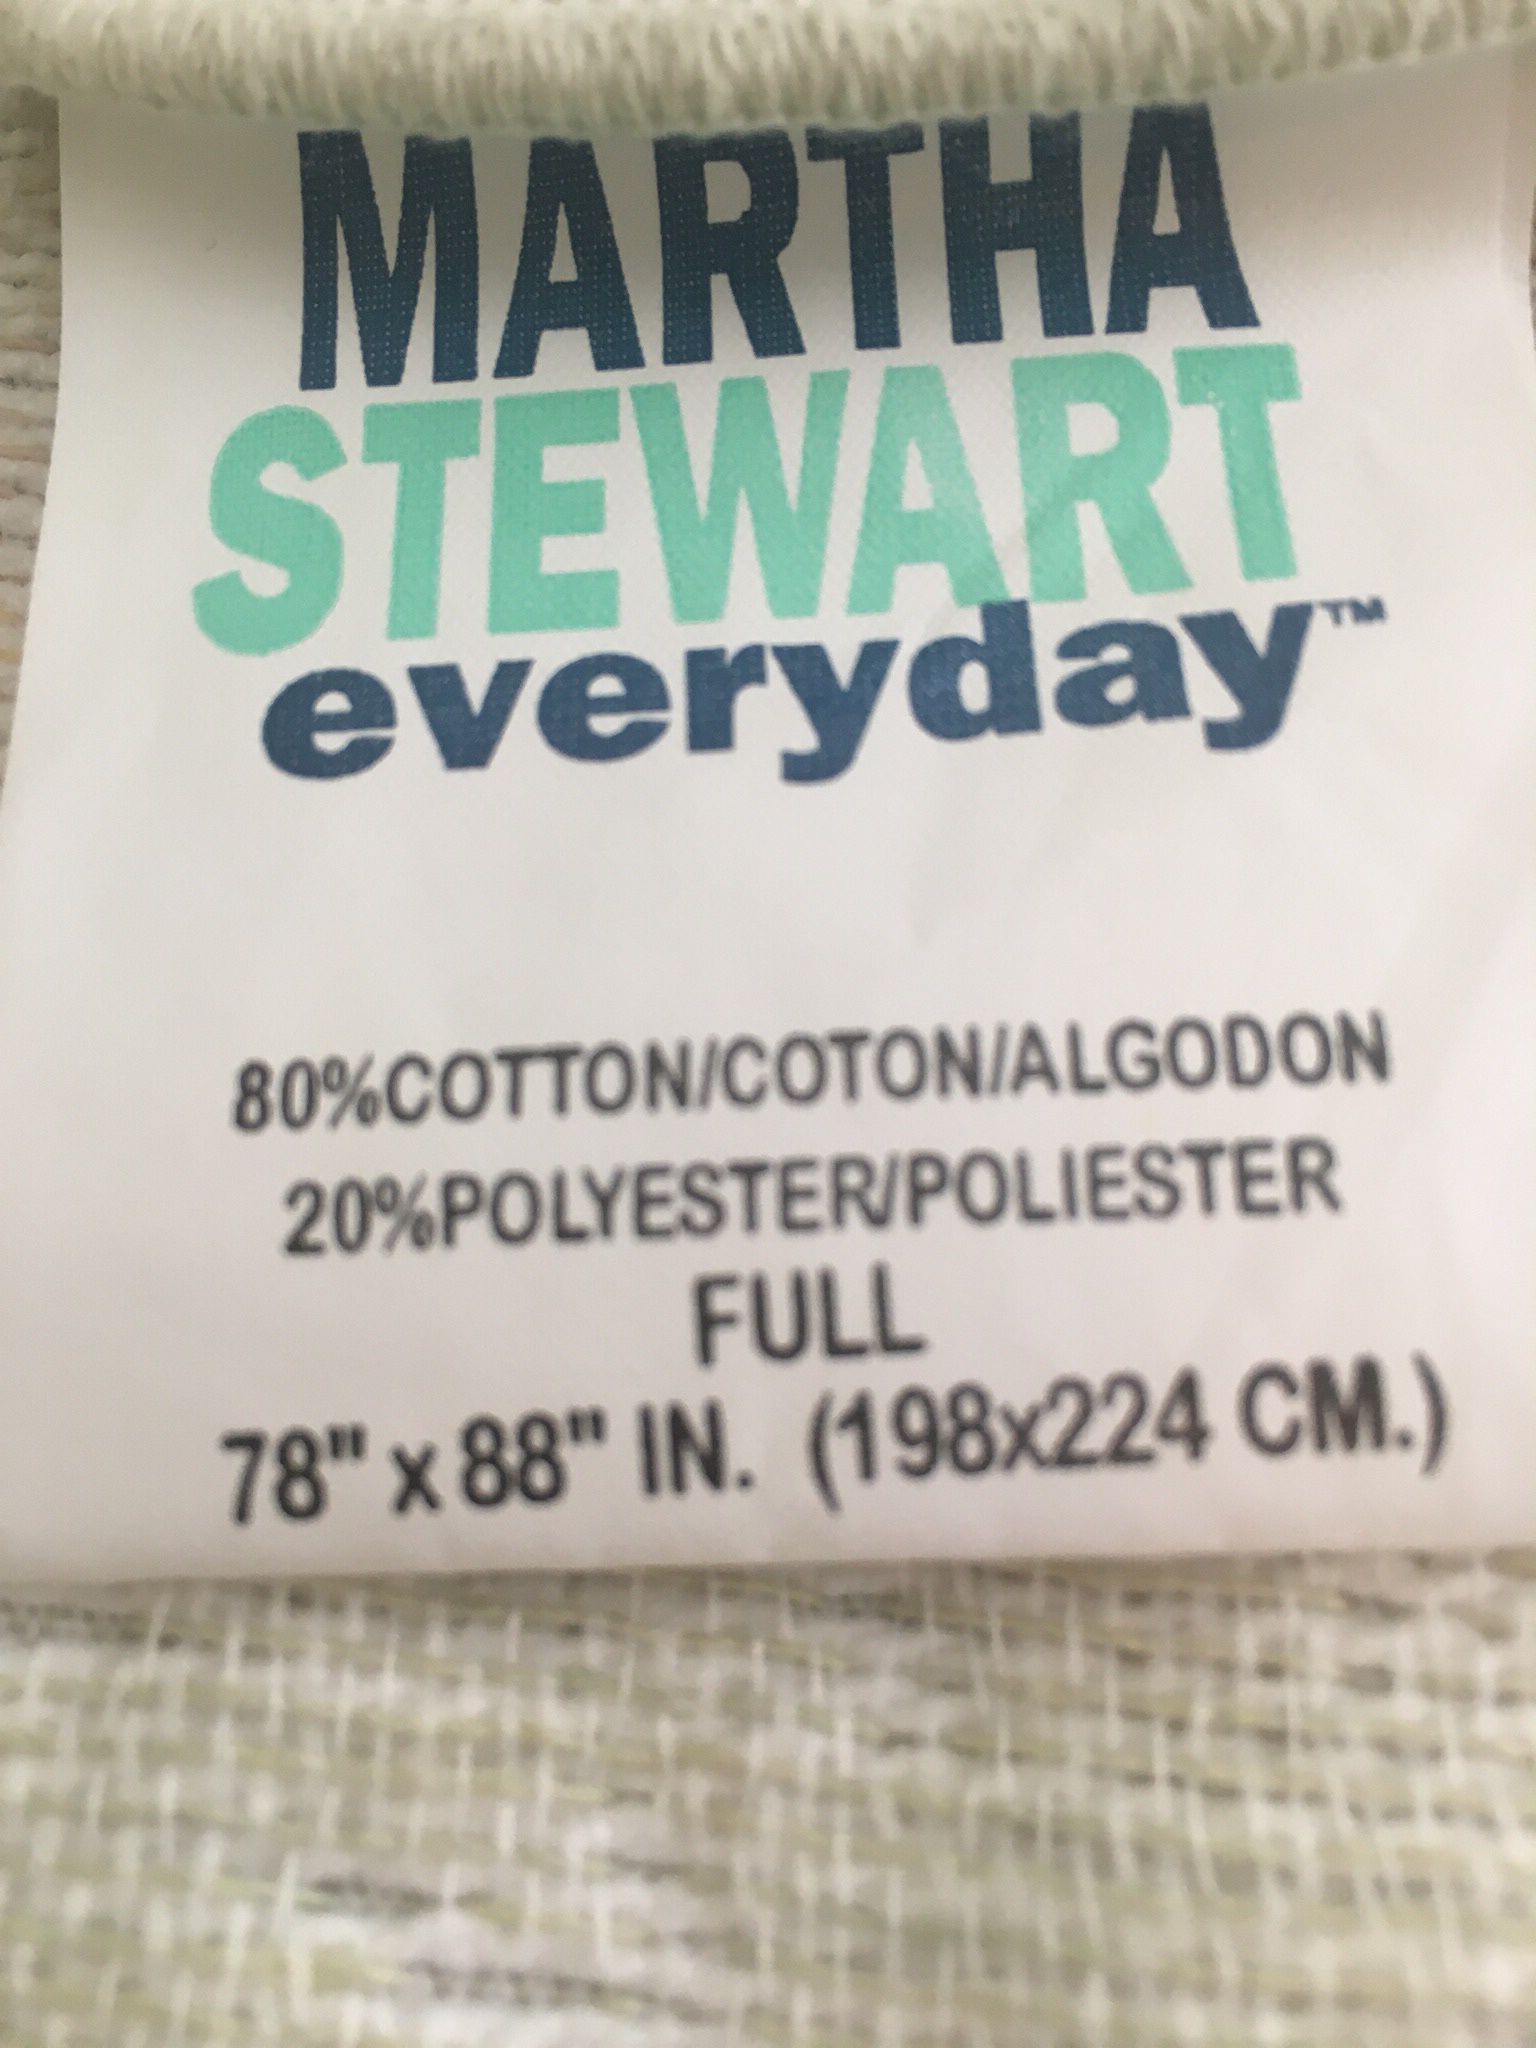 MARTHA
STEWART
everyday™
80%COTTON/COTON/ALGODON
20%POLYESTER/POLIESTER
FULL
78" x 88" IN. (198x224 CM.)